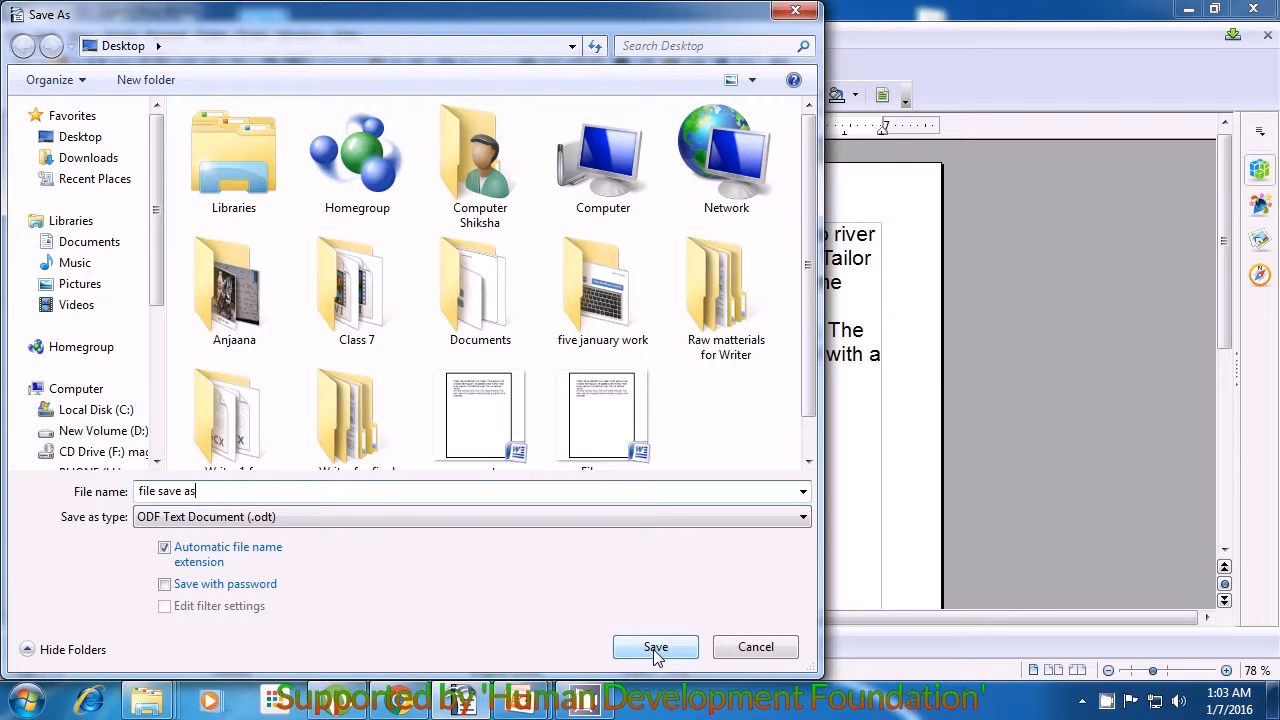 Save As
Desktop
Search Desktop
Organize
New folder
Favorites
Desktop
Downloads
Recent Places
Libraries
Documents
Music
Pictures
Videos
Homegroup
Computer
Local Disk (C:)
New Volume (D:)
CD Drive (F:) mag
Libraries
Homegroup
Computer
Shiksha
Computer
Network
Anjaana
Class 7
Documents
five january work
Raw matterials
for Writer
o river
Tailor
The
with a
File name:
file save as
Save as type:
ODF Text Document (.odt)
Automatic file name
extension
Save with password
Edit filter settings
Hide Folders
Save
Cancel
7
78 %
Supported by 'Human Development Foundation'
1:03 AM
1/7/2016